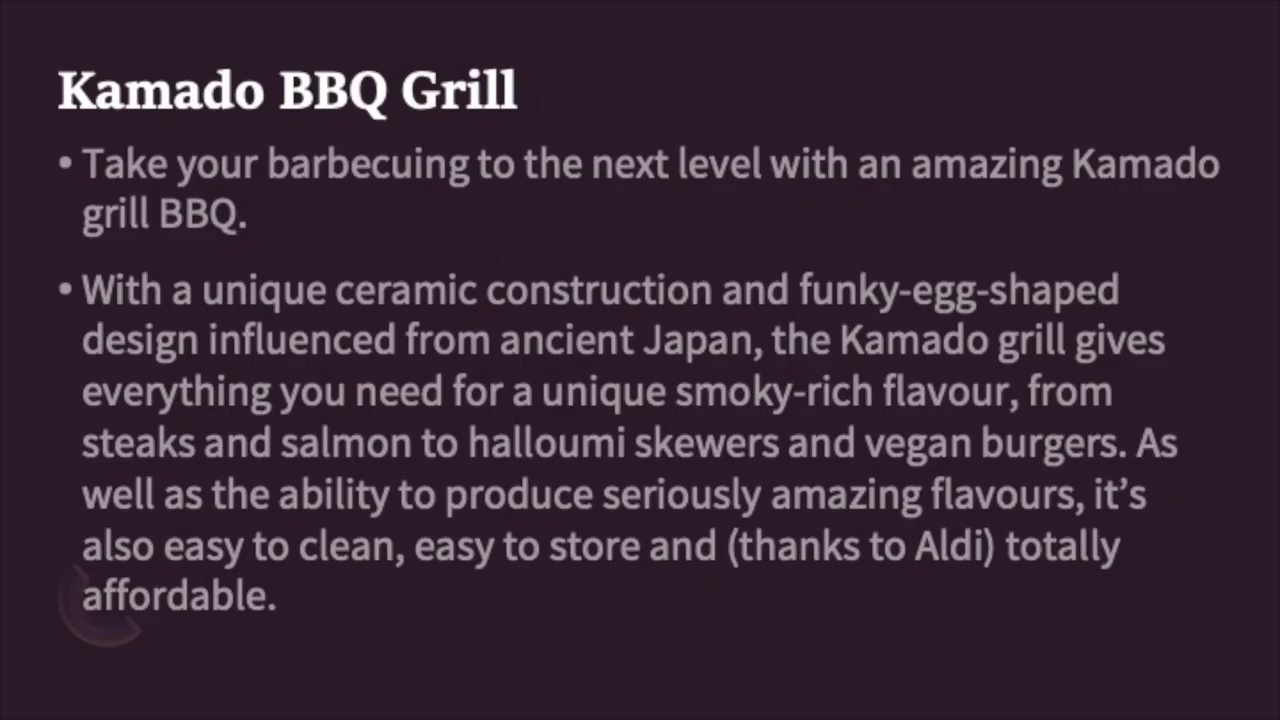 Kamado BBQ Grill
• Take your barbecuing to the next level with an amazing Kamado
grill BBQ.
• With a unique ceramic construction and funky-egg-shaped
design influenced from ancient Japan, the Kamado grill gives
everything you need for a unique smoky-rich flavour, from
steaks and salmon to halloumi skewers and vegan burgers. As
well as the ability to produce seriously amazing flavours, it’s
also easy to clean, easy to store and (thanks to Aldi) totally
affordable.